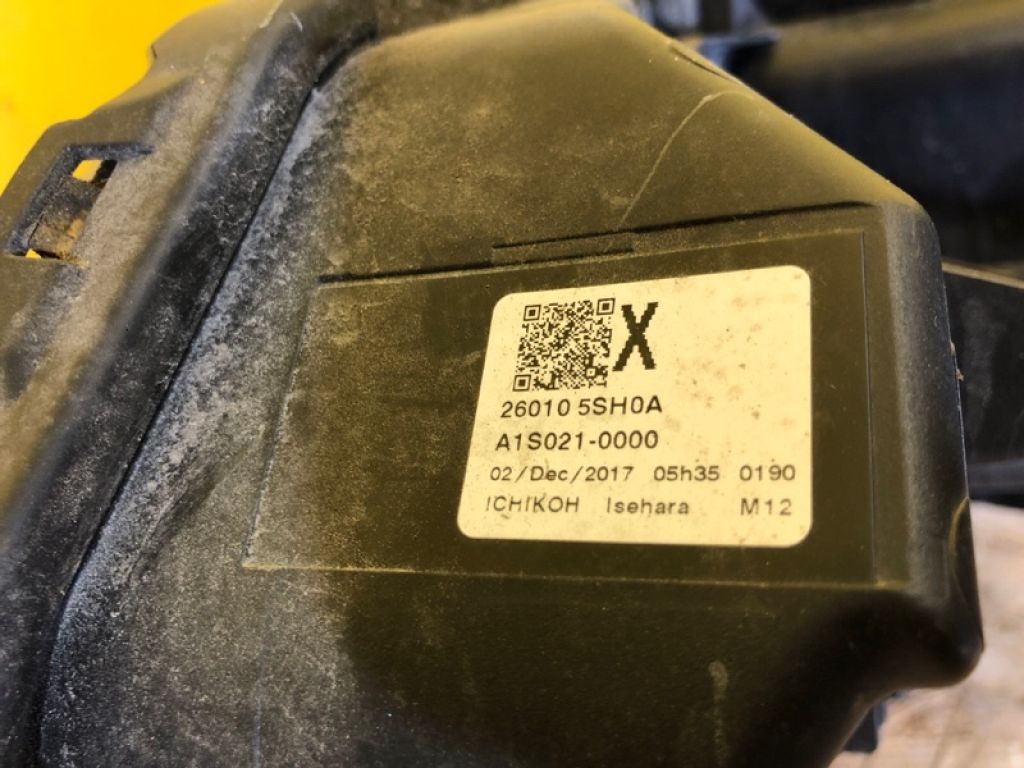 X
26010 5SH0A
A1S021-0000
02/Dec/2017 05h35 0190
ICHIKOH Isehara M12